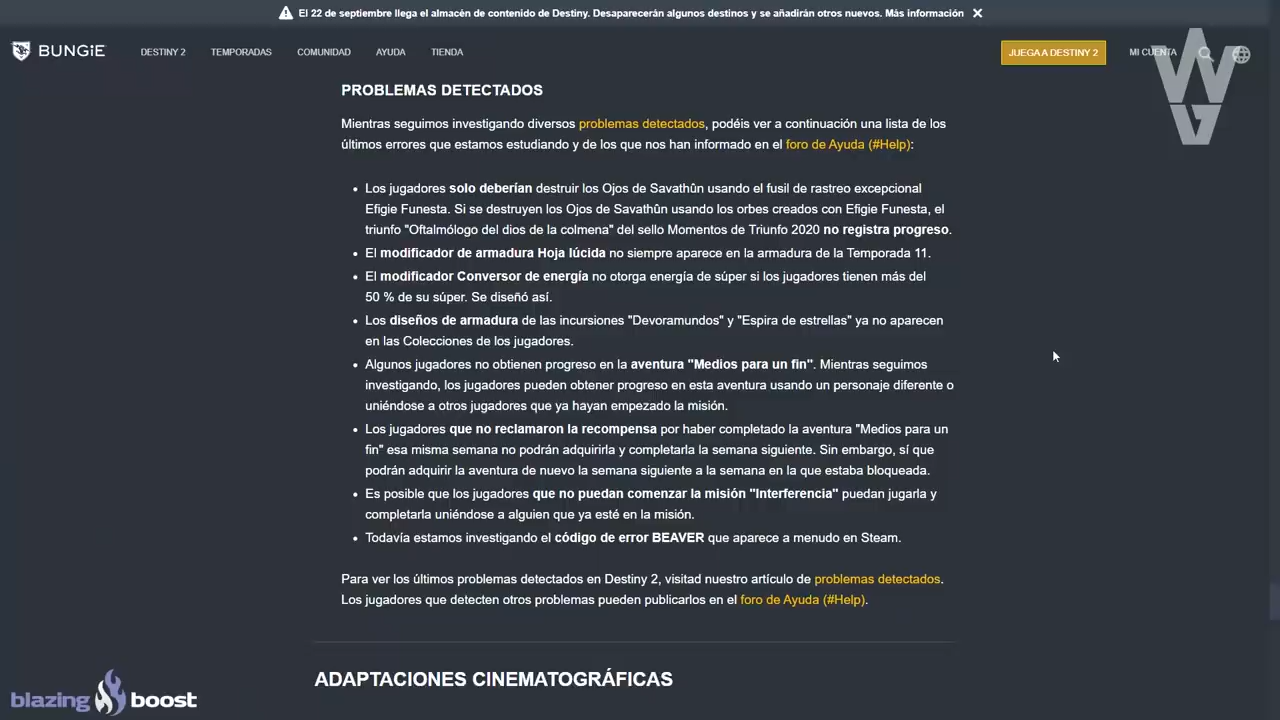 El 22 de septiembre llega el almacén de contenido de Destiny. Desaparecerán algunos destinos y se añadirán otros nuevos. Más información
BUNGiE DESTINY 2 TEMPORADAS COMUNIDAD AYUDA TIENDA JUEGA A DESTINY 2 MI CUENTA
WG
PROBLEMAS DETECTADOS
Mientras seguimos investigando diversos problemas detectados, podéis ver a continuación una lista de los
últimos errores que estamos estudiando y de los que nos han informado en el foro de Ayuda (#Help):
• Los jugadores solo deberían destruir los Ojos de Savathûn usando el fusil de rastreo excepcional
Efigie Funesta. Si se destruyen los Ojos de Savathûn usando los orbes creados con Efigie Funesta, el
triunfo "Oftalmólogo del dios de la colmena" del sello Momentos de Triunfo 2020 no registra progreso.
• El modificador de armadura Hoja lúcida no siempre aparece en la armadura de la Temporada 11.
• El modificador Conversor de energía no otorga energía de súper si los jugadores tienen más del
50 % de su súper. Se diseñó así.
• Los diseños de armadura de las incursiones "Devoramundos" y "Espira de estrellas" ya no aparecen
en las Colecciones de los jugadores.
• Algunos jugadores no obtienen progreso en la aventura "Medios para un fin". Mientras seguimos
investigando, los jugadores pueden obtener progreso en esta aventura usando un personaje diferente o
uniéndose a otros jugadores que ya hayan empezado la misión.
• Los jugadores que no reclamaron la recompensa por haber completado la aventura "Medios para un
fin" esa misma semana no podrán adquirirla y completarla la semana siguiente. Sin embargo, sí que
podrán adquirir la aventura de nuevo la semana siguiente a la semana en la que estaba bloqueada.
• Es posible que los jugadores que no puedan comenzar la misión "Interferencia" puedan jugarla y
completarla uniéndose a alguien que ya esté en la misión.
• Todavía estamos investigando el código de error BEAVER que aparece a menudo en Steam.
Para ver los últimos problemas detectados en Destiny 2, visitad nuestro artículo de problemas detectados.
Los jugadores que detecten otros problemas pueden publicarlos en el foro de Ayuda (#Help).
ADAPTACIONES CINEMATOGRÁFICAS
blazing boost